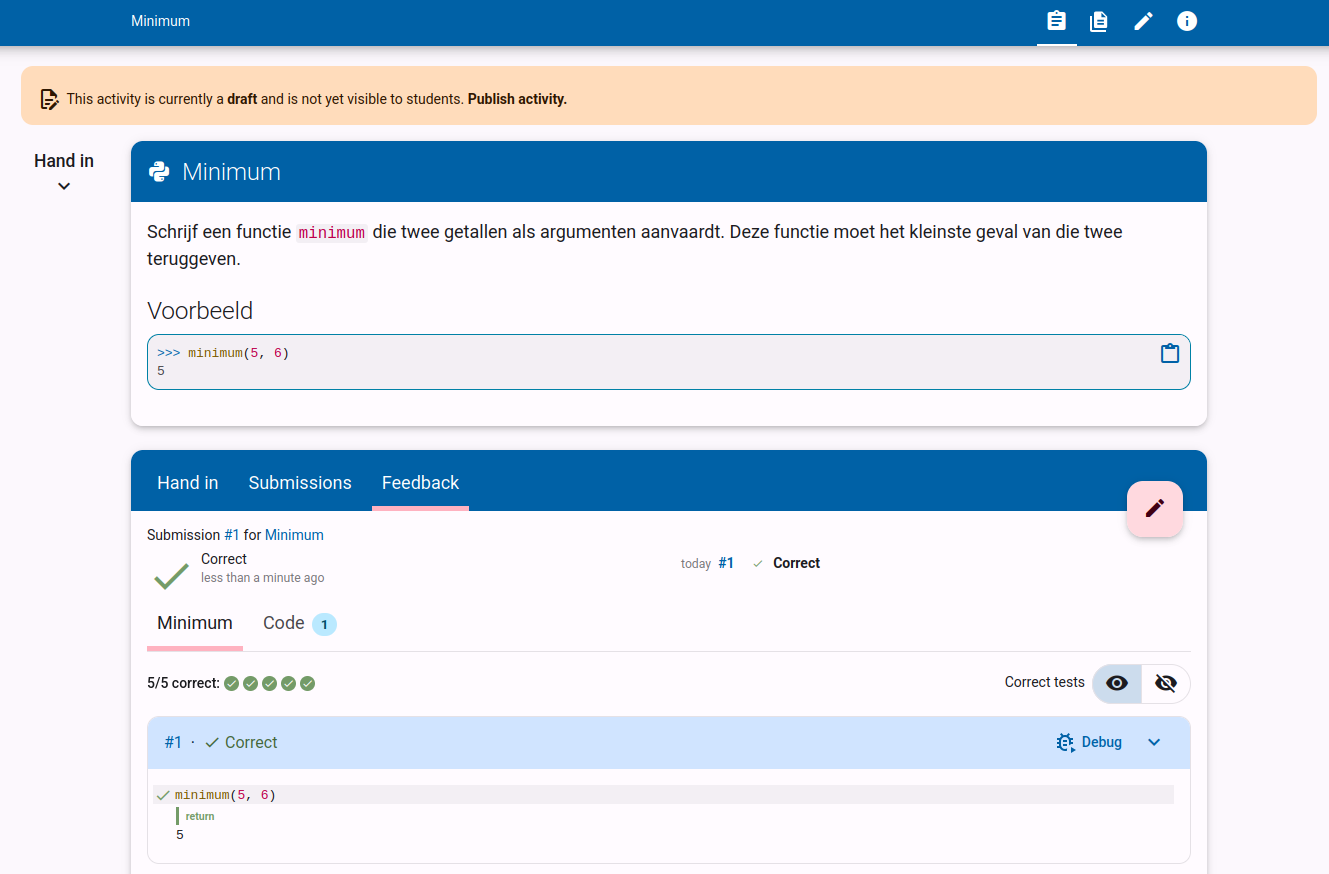 Minimum
This activity is currently a draft and is not yet visible to students. Publish activity.
Hand in
Minimum
Schrijf een functie minimum die twee getallen als argumenten aanvaardt. Deze functie moet het kleinste geval van die twee
teruggeven.
Voorbeeld
>>> minimum(5, 6)
5
Hand in Submissions Feedback
Submission #1 for Minimum
Correct
less than a minute ago
today #1 Correct
Minimum Code 1
5/5 correct:
Correct tests
#1 · Correct
Debug
minimum(5, 6)
return
5